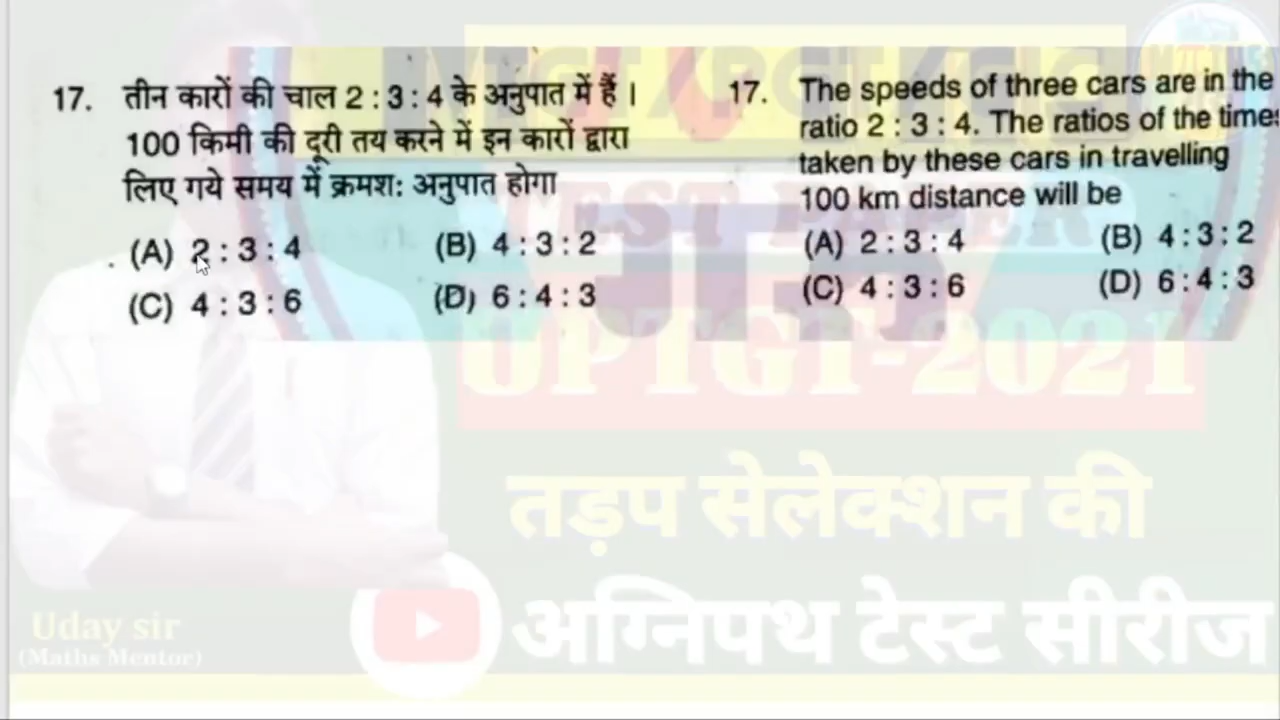 17. तीन कारों की चाल 2 : 3 : 4 के अनुपात में हैं ।
100 किमी की दूरी तय करने में इन कारों द्वारा
लिए गये समय में क्रमश: अनुपात होगा
(A) 2 : 3 : 4 (B) 4 : 3 : 2
(C) 4 : 3 : 6 (D) 6 : 4 : 3
17. The speeds of three cars are in the
ratio 2 : 3 : 4. The ratios of the times
taken by these cars in travelling
100 km distance will be
(A) 2 : 3 : 4 (B) 4 : 3 : 2
(C) 4 : 3 : 6 (D) 6 : 4 : 3
UPTGT-2021
तड़प सेलेक्शन की
अग्निपथ टेस्ट सीरीज
Uday sir
(Maths Mentor)